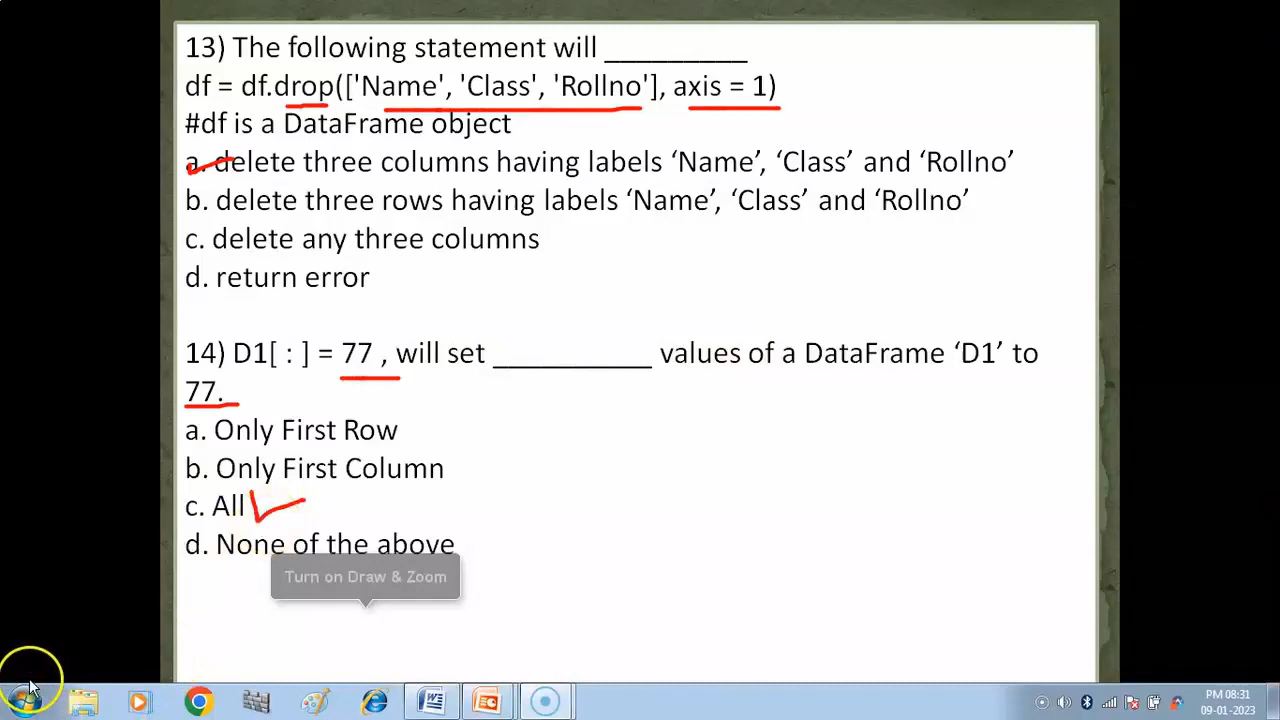 13) The following statement will _________
df = df.drop(['Name', 'Class', 'Rollno'], axis = 1)
#df is a DataFrame object
a. delete three columns having labels ‘Name’, ‘Class’ and ‘Rollno’
b. delete three rows having labels ‘Name’, ‘Class’ and ‘Rollno’
c. delete any three columns
d. return error
14) D1[ : ] = 77 , will set __________ values of a DataFrame ‘D1’ to
77.
a. Only First Row
b. Only First Column
c. All
d. None of the above
Turn on Draw & Zoom
PM 08:31
09-01-2023